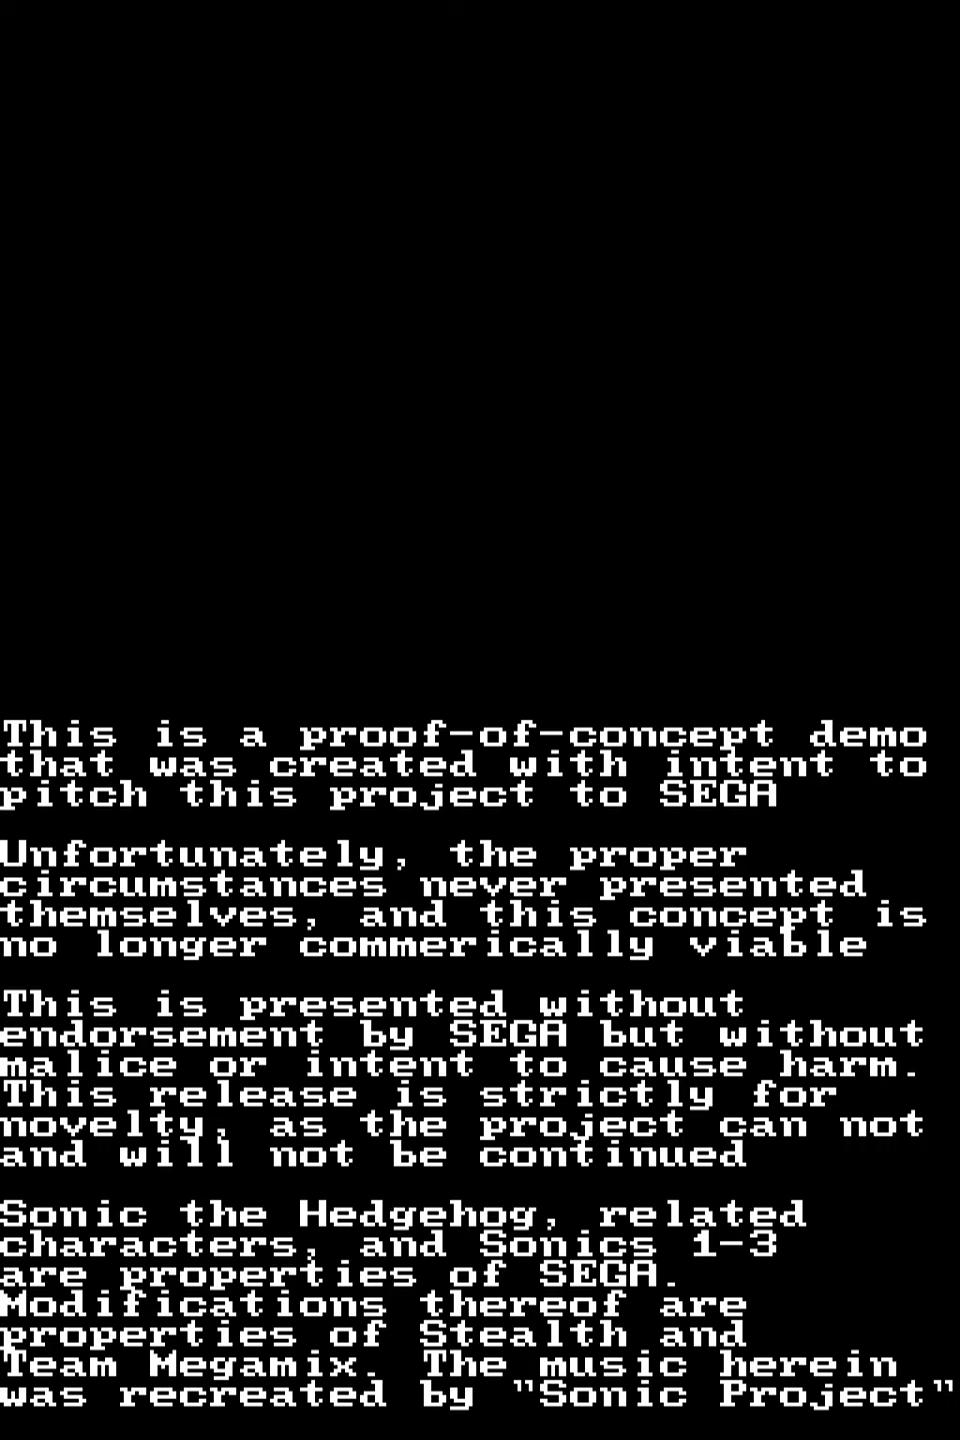 This is a proof-of-concept demo
that was created with intent to
pitch this project to SEGA
Unfortunately, the proper
circumstances never presented
themselves, and this concept is
no longer commerically viable
This is presented without
endorsement by SEGA but without
malice or intent to cause harm.
This release is strictly for
novelty, as the project can not
and will not be continued
Sonic the Hedgehog, related
characters, and Sonics 1-3
are properties of SEGA.
Modifications thereof are
properties of Stealth and
Team Megamix.  The music herein
was recreated by "Sonic Project"